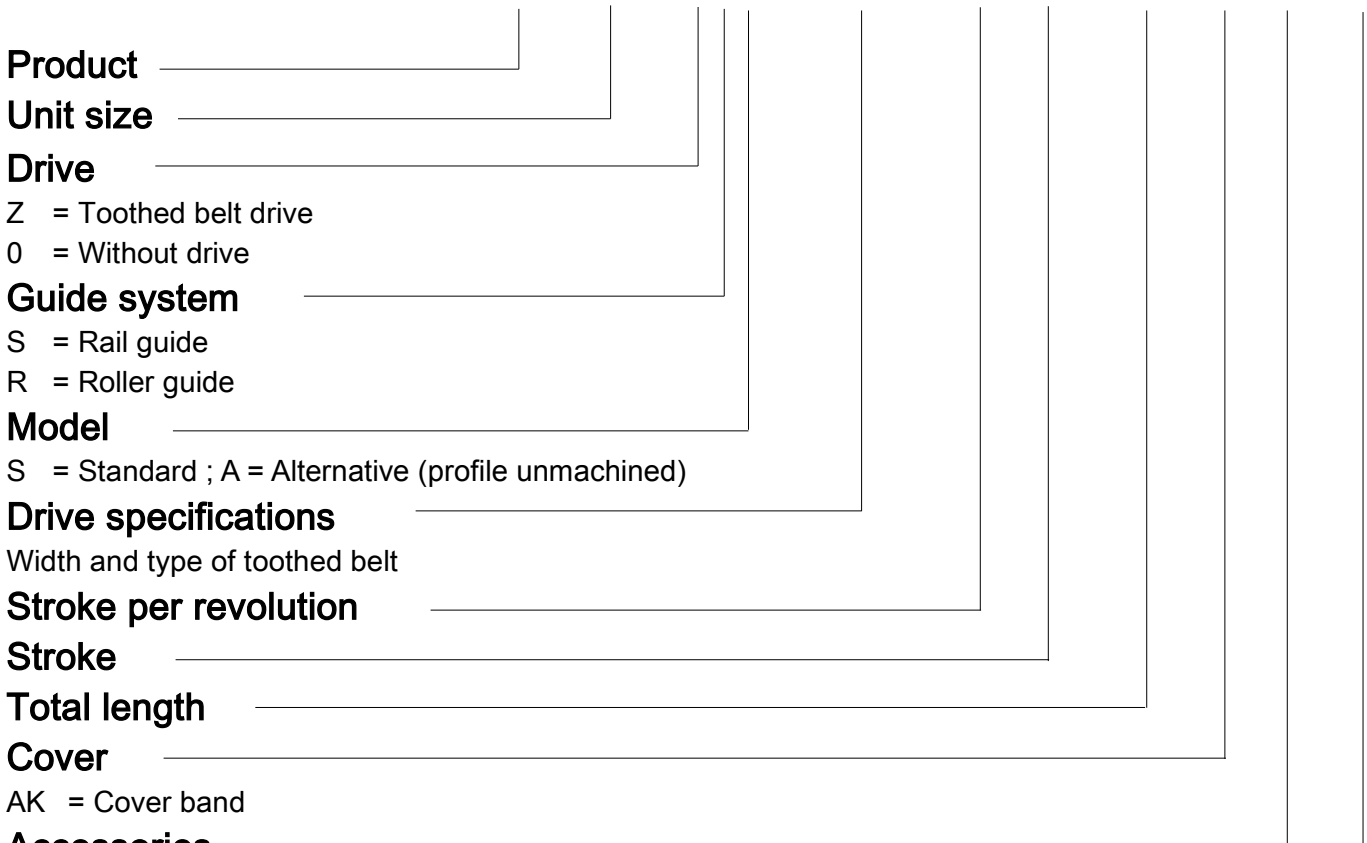 Product
Unit size
Drive
Z = Toothed belt drive
0 = Without drive
Guide system
S = Rail guide
R = Roller guide
Model
S = Standard ; A = Alternative (profile unmachined)
Drive specifications
Width and type of toothed belt
Stroke per revolution
Stroke
Total length
Cover
AK = Cover band
Accessories